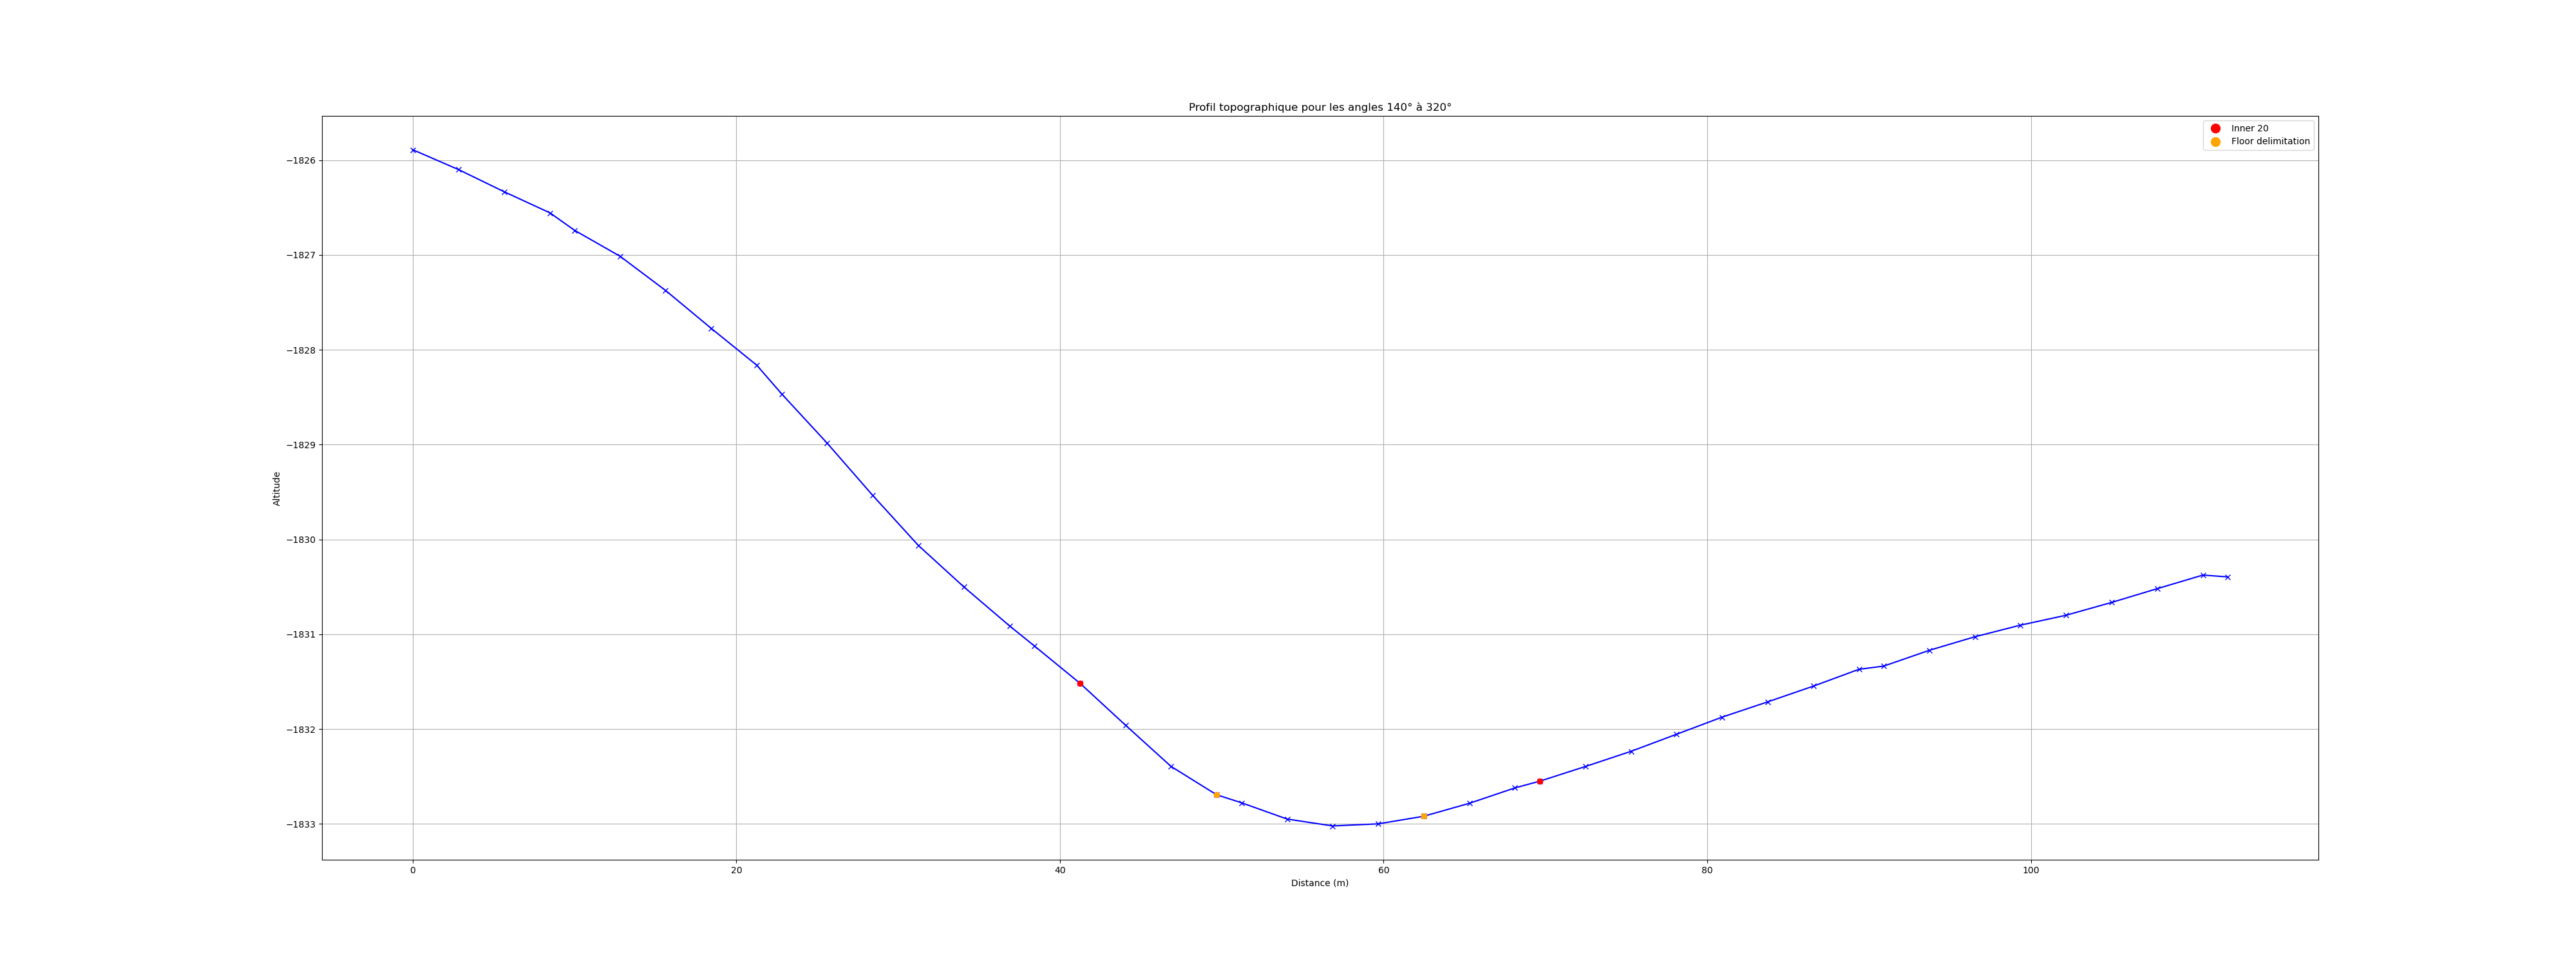 Profil topographique pour les angles 140° à 320°
Inner 20
Floor delimitation
Altitude
−1826
−1827
−1828
−1829
−1830
−1831
−1832
−1833
0 20 40 60 80 100
Distance (m)